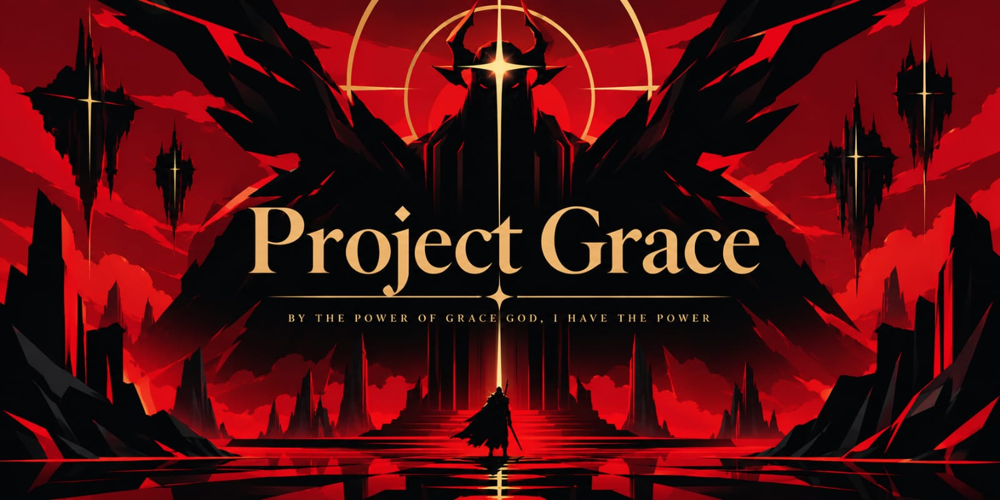 Project Grace
BY THE POWER OF GRACE GOD, I HAVE THE POWER